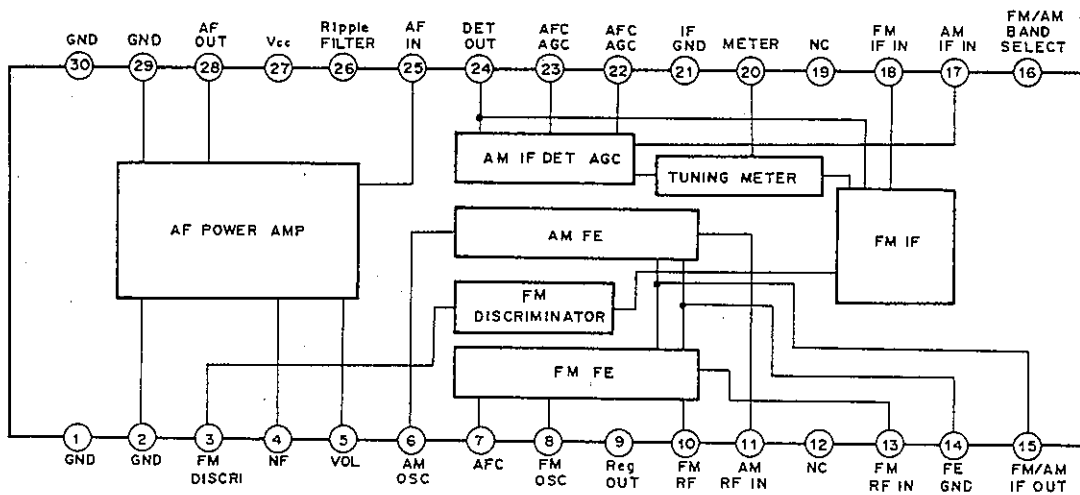 GND
GND
AF
OUT
Vcc
Ripple
FILTER
AF
IN
DET
OUT
AFC
AGC
AFC
AGC
IF
GND
METER
NC
FM
IF IN
AM
IF IN
FM/AM
BAND
SELECT
30 29 28 27 26 25 24 23 22 21 20 19 18 17 16
AM IF DET AGC
TUNING METER
AF POWER AMP
AM FE
FM IF
FM
DISCRIMINATOR
FM FE
1 2 3 4 5 6 7 8 9 10 11 12 13 14 15
GND
GND
FM
DISCRI
NF
VOL
AM
OSC
AFC
FM
OSC
Reg
OUT
FM
RF
AM
RF IN
NC
FM
RF IN
FE
GND
FM/AM
IF OUT